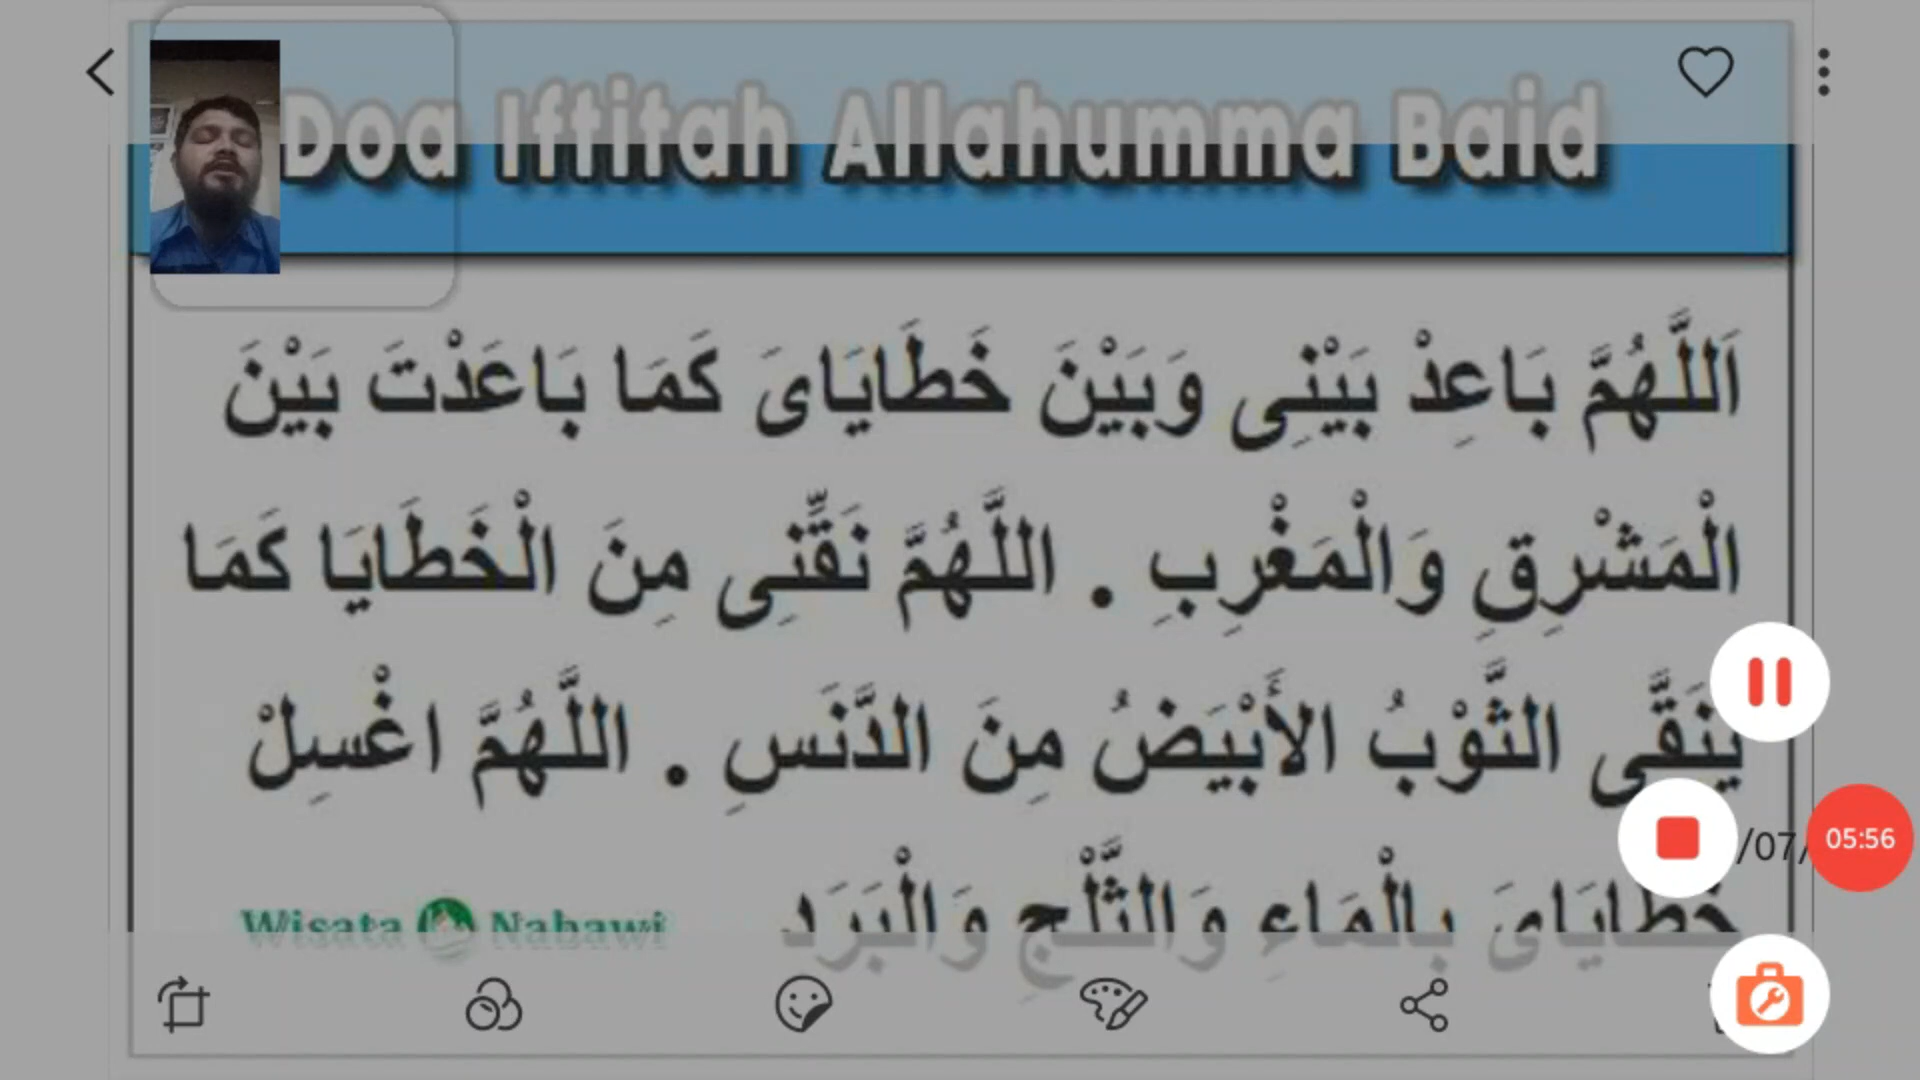 Doa Iftitah Allahumma Baid
اَللَّهُمَّ بَاعِدْ بَيْنِى وَبَيْنَ خَطَايَاىَ كَمَا بَاعَدْتَ بَيْنَ
الْمَشْرِقِ وَالْمَغْرِبِ . اللَّهُمَّ نَقِّنِى مِنَ الْخَطَايَا كَمَا
يُنَقَّى الثَّوْبُ الأَبْيَضُ مِنَ الدَّنَسِ . اللَّهُمَّ اغْسِلْ
خَطَايَاىَ بِالْمَاءِ وَالثَّلْجِ وَالْبَرَدِ
Wisata Nabawi
/07/
05:56